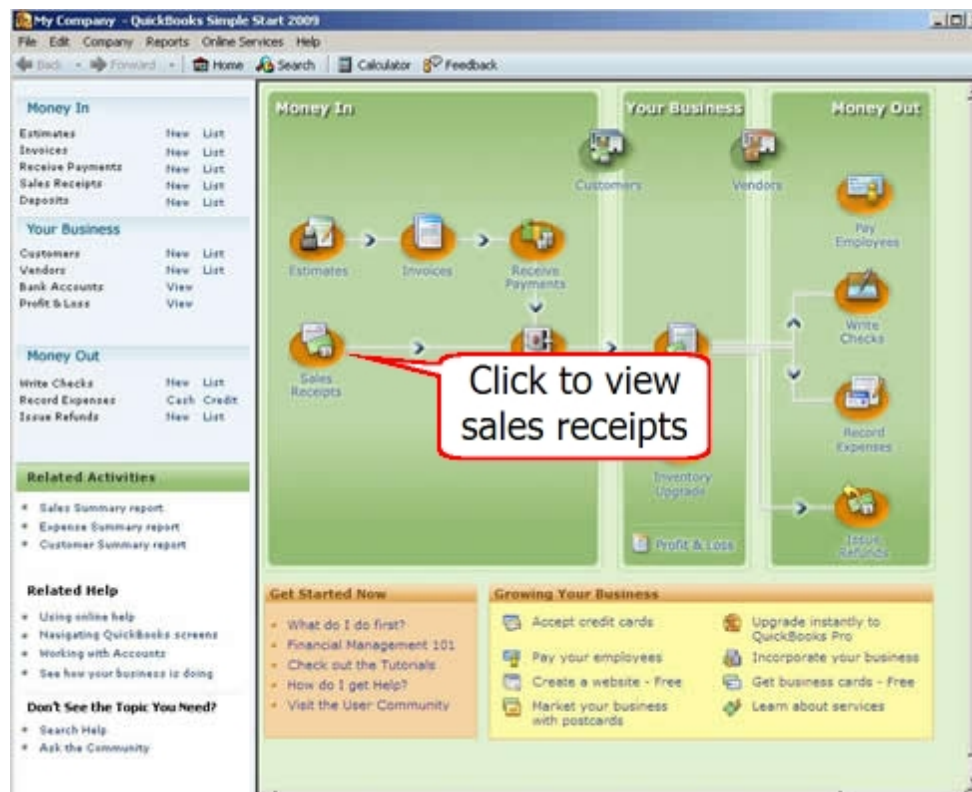 My Company - QuickBooks Simple Start 2009
File Edit Company Reports Online Services Help
Back Forward Home Search Calculator Feedback
Money In
Estimates New List
Invoices New List
Receive Payments New List
Sales Receipts New List
Deposits New List
Your Business
Customers New List
Vendors New List
Bank Accounts View
Profit & Loss View
Money Out
Write Checks New List
Record Expenses Cash Credit
Issue Refunds New List
Related Activities
Sales Summary report
Expense Summary report
Customer Summary report
Related Help
Using online help
Navigating QuickBooks screens
Working with Accounts
See how your business is doing
Don't See the Topic You Need?
Search Help
Ask the Community
Money In
Estimates
Invoices
Receive
Payments
Sales
Receipts
Click to view
sales receipts
Your Business
Customers
Vendors
Inventory
Upgrade
Profit & Loss
Money Out
Pay
Employees
Write
Checks
Record
Expenses
Issue
Refunds
Get Started Now
What do I do first?
Financial Management 101
Check out the Tutorials
How do I get Help?
Visit the User Community
Growing Your Business
Accept credit cards
Pay your employees
Create a website - Free
Market your business
with postcards
Upgrade instantly to
QuickBooks Pro
Incorporate your business
Get business cards - Free
Learn about services